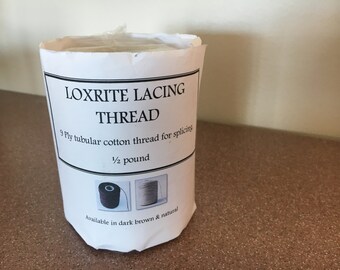 LOXRITE LACING
THREAD
9 Ply tubular cotton thread for splicing
½ pound
Available in dark brown & natural